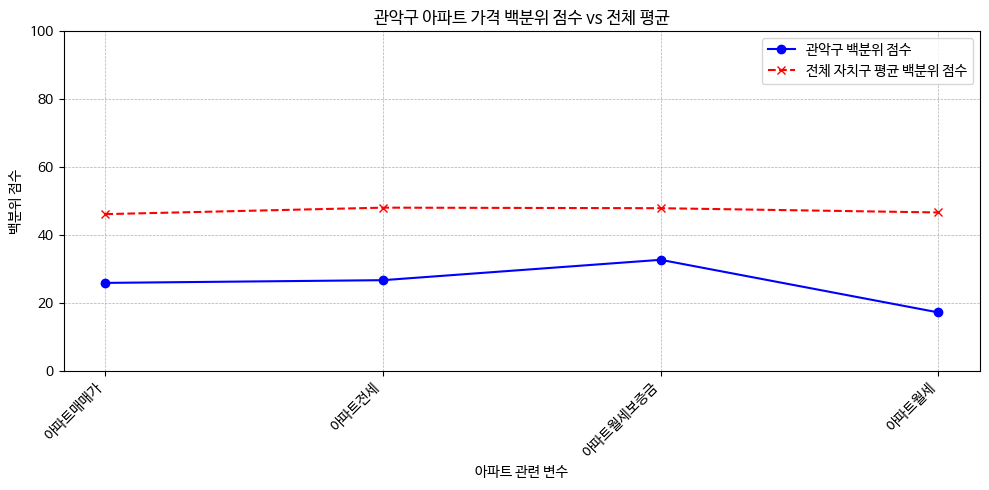 관악구 아파트 가격 백분위 점수 vs 전체 평균
관악구 백분위 점수
전체 자치구 평균 백분위 점수
백분위 점수
100
80
60
40
20
0
아파트매매가
아파트전세
아파트월세보증금
아파트월세
아파트 관련 변수